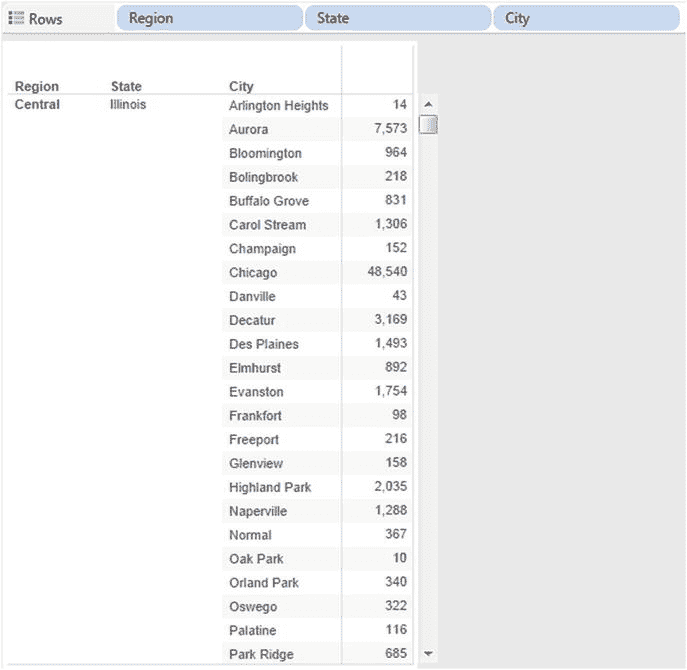 Rows Region State City
Region State City
Central Illinois Arlington Heights 14
Aurora 7,573
Bloomington 964
Bolingbrook 218
Buffalo Grove 831
Carol Stream 1,306
Champaign 152
Chicago 48,540
Danville 43
Decatur 3,169
Des Plaines 1,493
Elmhurst 892
Evanston 1,754
Frankfort 98
Freeport 216
Glenview 158
Highland Park 2,035
Naperville 1,288
Normal 367
Oak Park 10
Orland Park 340
Oswego 322
Palatine 116
Park Ridge 685